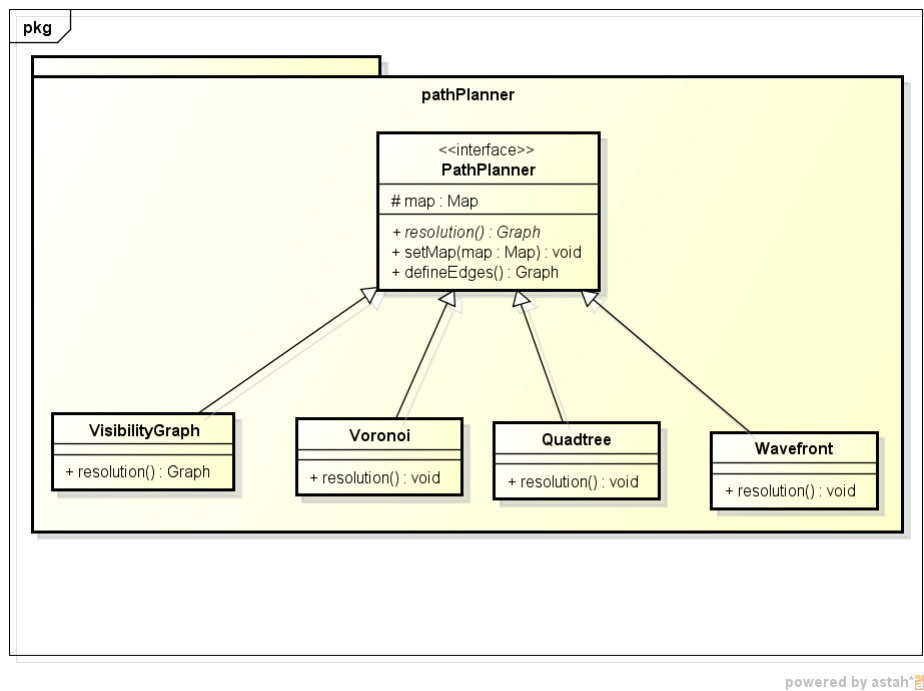 pkg
pathPlanner
<<interface>>
PathPlanner
# map : Map
+ resolution() : Graph
+ setMap(map : Map) : void
+ defineEdges() : Graph
VisibilityGraph
+ resolution() : Graph
Voronoi
+ resolution() : void
Quadtree
+ resolution() : void
Wavefront
+ resolution() : void
powered by astah*